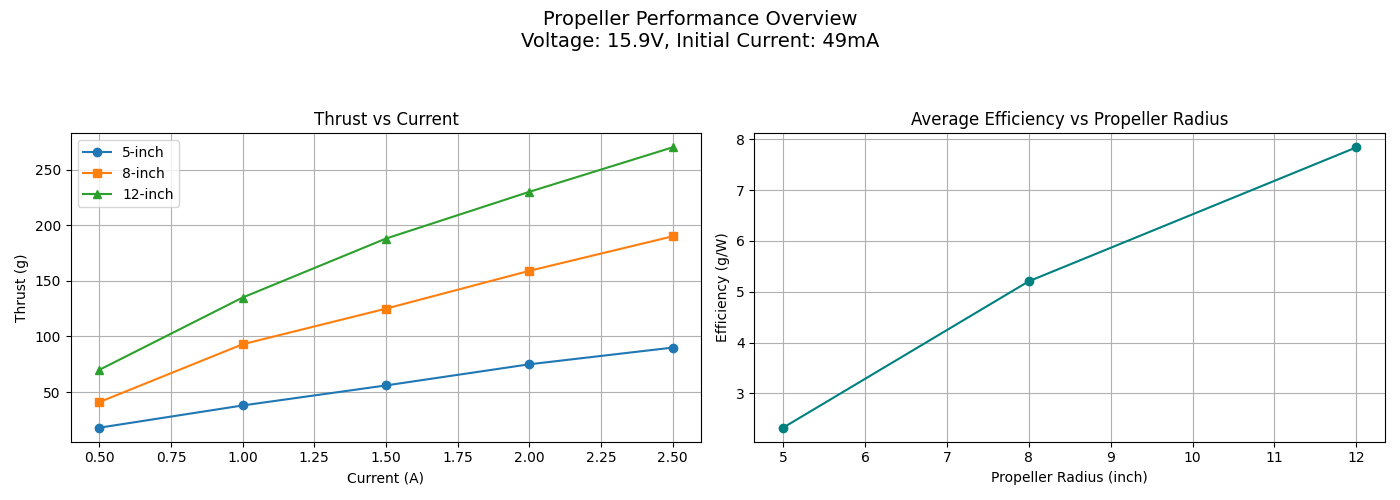 Propeller Performance Overview
Voltage: 15.9V, Initial Current: 49mA
Thrust vs Current
5-inch
8-inch
12-inch
Thrust (g)
250
200
150
100
50
0.50 0.75 1.00 1.25 1.50 1.75 2.00 2.25 2.50
Current (A)
Average Efficiency vs Propeller Radius
Efficiency (g/W)
8
7
6
5
4
3
5 6 7 8 9 10 11 12
Propeller Radius (inch)